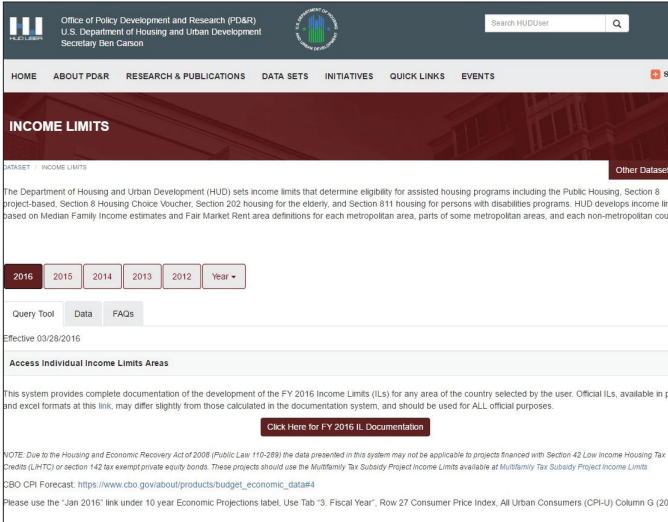 Office of Policy Development and Research (PD&R)
U.S. Department of Housing and Urban Development
Secretary Ben Carson
HUD USER
Search HUDUser
HOME ABOUT PD&R RESEARCH & PUBLICATIONS DATA SETS INITIATIVES QUICK LINKS EVENTS
INCOME LIMITS
DATASET / INCOME LIMITS
Other Dataset
The Department of Housing and Urban Development (HUD) sets income limits that determine eligibility for assisted housing programs including the Public Housing, Section 8
project-based, Section 8 Housing Choice Voucher, Section 202 housing for the elderly, and Section 811 housing for persons with disabilities programs. HUD develops income lim
based on Median Family Income estimates and Fair Market Rent area definitions for each metropolitan area, parts of some metropolitan areas, and each non-metropolitan cou
2016 2015 2014 2013 2012 Year
Query Tool Data FAQs
Effective 03/28/2016
Access Individual Income Limits Areas
This system provides complete documentation of the development of the FY 2016 Income Limits (ILs) for any area of the country selected by the user. Official ILs, available in p
and excel formats at this link, may differ slightly from those calculated in the documentation system, and should be used for ALL official purposes.
Click Here for FY 2016 IL Documentation
NOTE: Due to the Housing and Economic Recovery Act of 2008 (Public Law 110-289) the data presented in this system may not be applicable to projects financed with Section 42 Low Income Housing Tax
Credits (LIHTC) or section 142 tax exempt private equity bonds. These projects should use the Multifamily Tax Subsidy Project Income Limits available at Multifamily Tax Subsidy Project Income Limits
CBO CPI Forecast: https://www.cbo.gov/about/products/budget_economic_data#4
Please use the "Jan 2016" link under 10 year Economic Projections label, Use Tab "3. Fiscal Year", Row 27 Consumer Price Index, All Urban Consumers (CPI-U) Column G (20